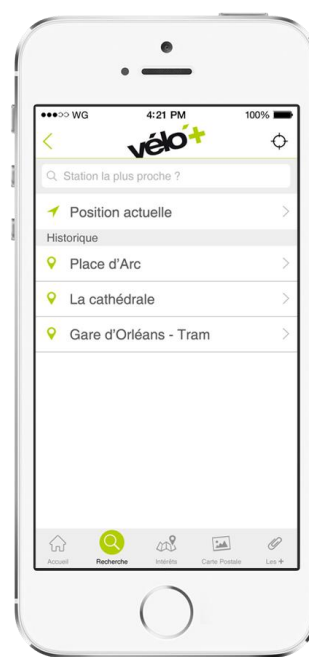 WG 4:21 PM 100%
vélo+
Station la plus proche ?
Position actuelle
Historique
Place d'Arc
La cathédrale
Gare d'Orléans - Tram
Accueil Recherche Intérêts Carte Postale Les +